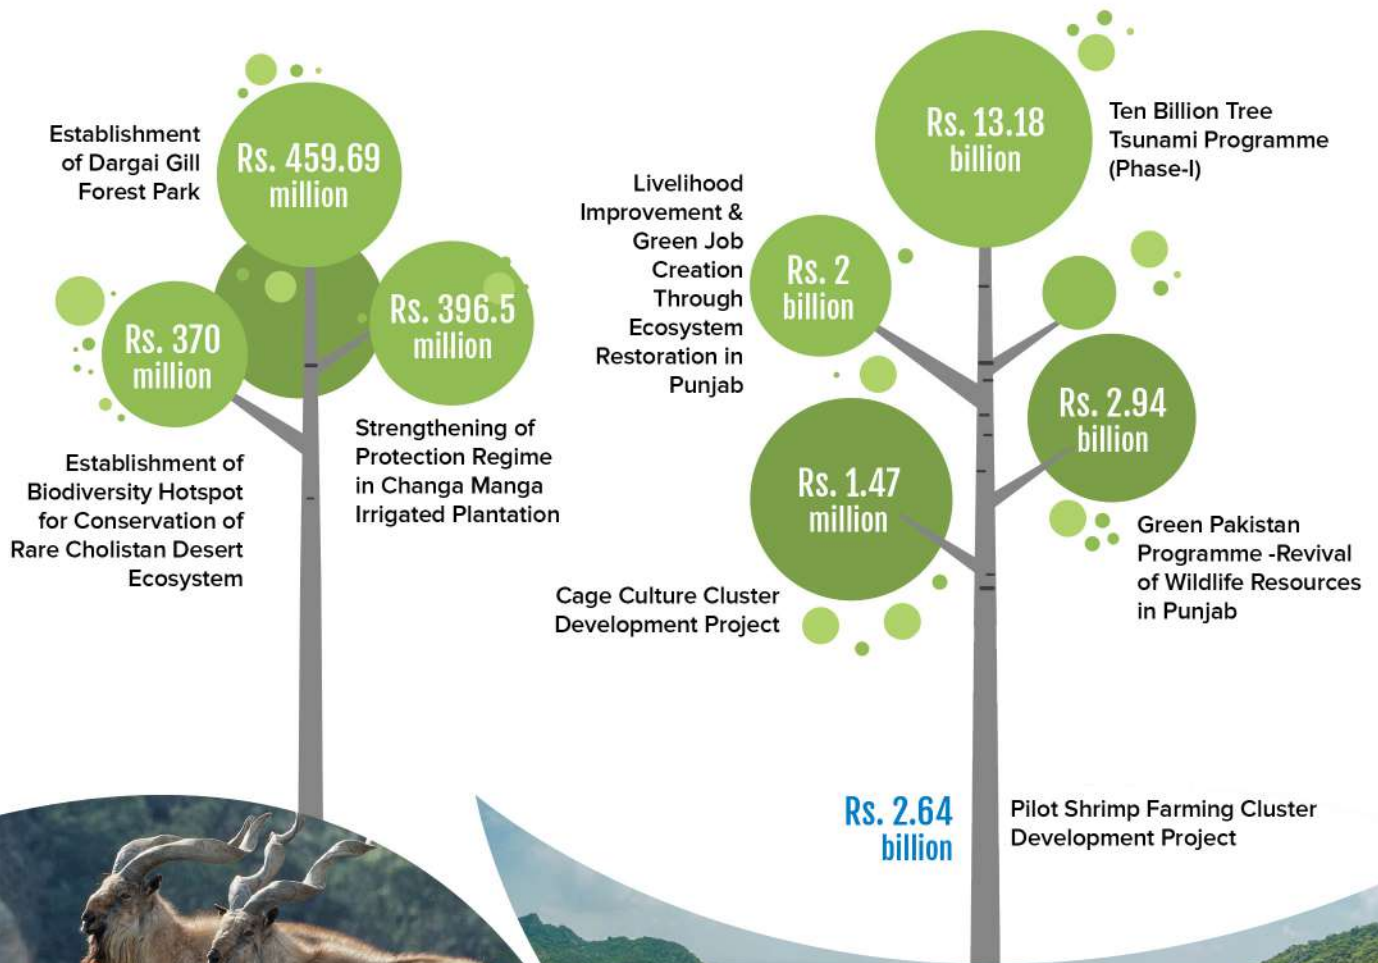 Establishment
of Dargai Gill
Forest Park
Rs. 459.69
million
Rs. 370
million
Establishment of
Biodiversity Hotspot
for Conservation of
Rare Cholistan Desert
Ecosystem
Rs. 396.5
million
Strengthening of
Protection Regime
in Changa Manga
Irrigated Plantation
Rs. 13.18
billion
Ten Billion Tree
Tsunami Programme
(Phase-I)
Livelihood
Improvement &
Green Job
Creation
Through
Ecosystem
Restoration in
Punjab
Rs. 2
billion
Rs. 2.94
billion
Green Pakistan
Programme -Revival
of Wildlife Resources
in Punjab
Rs. 1.47
million
Cage Culture Cluster
Development Project
Rs. 2.64
billion
Pilot Shrimp Farming Cluster
Development Project